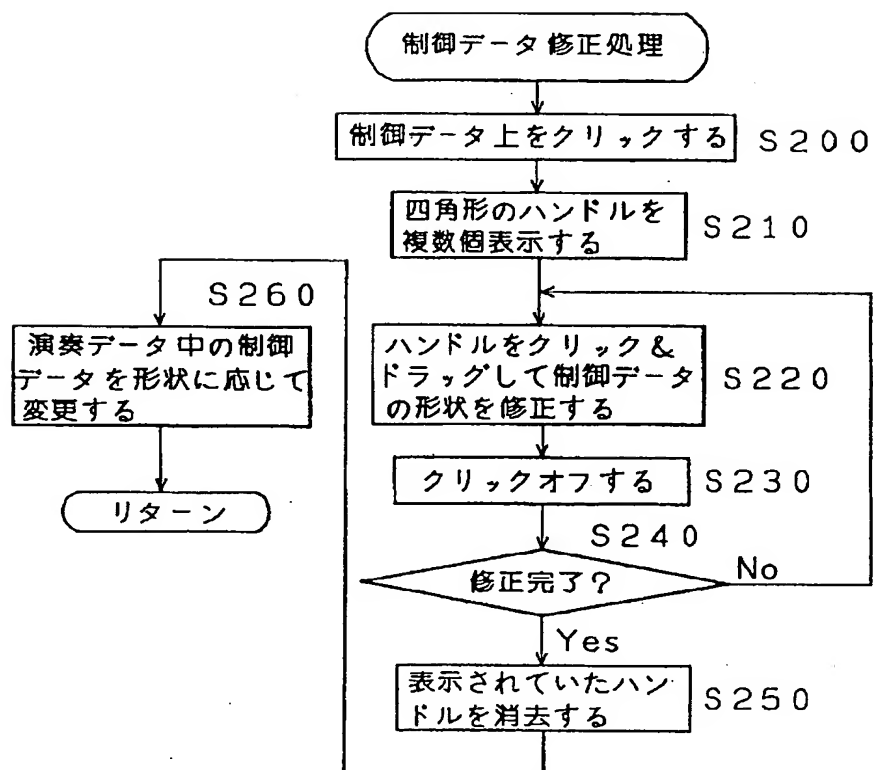 制御データ修正処理
制御データ上をクリックする
S200
四角形のハンドルを
複数個表示する
S210
ハンドルをクリック&
ドラッグして制御データ
の形状を修正する
S220
クリックオフする
S230
S240
修正完了?
No
Yes
表示されていたハン
ドルを消去する
S250
S260
演奏データ中の制御
データを形状に応じて
変更する
リターン